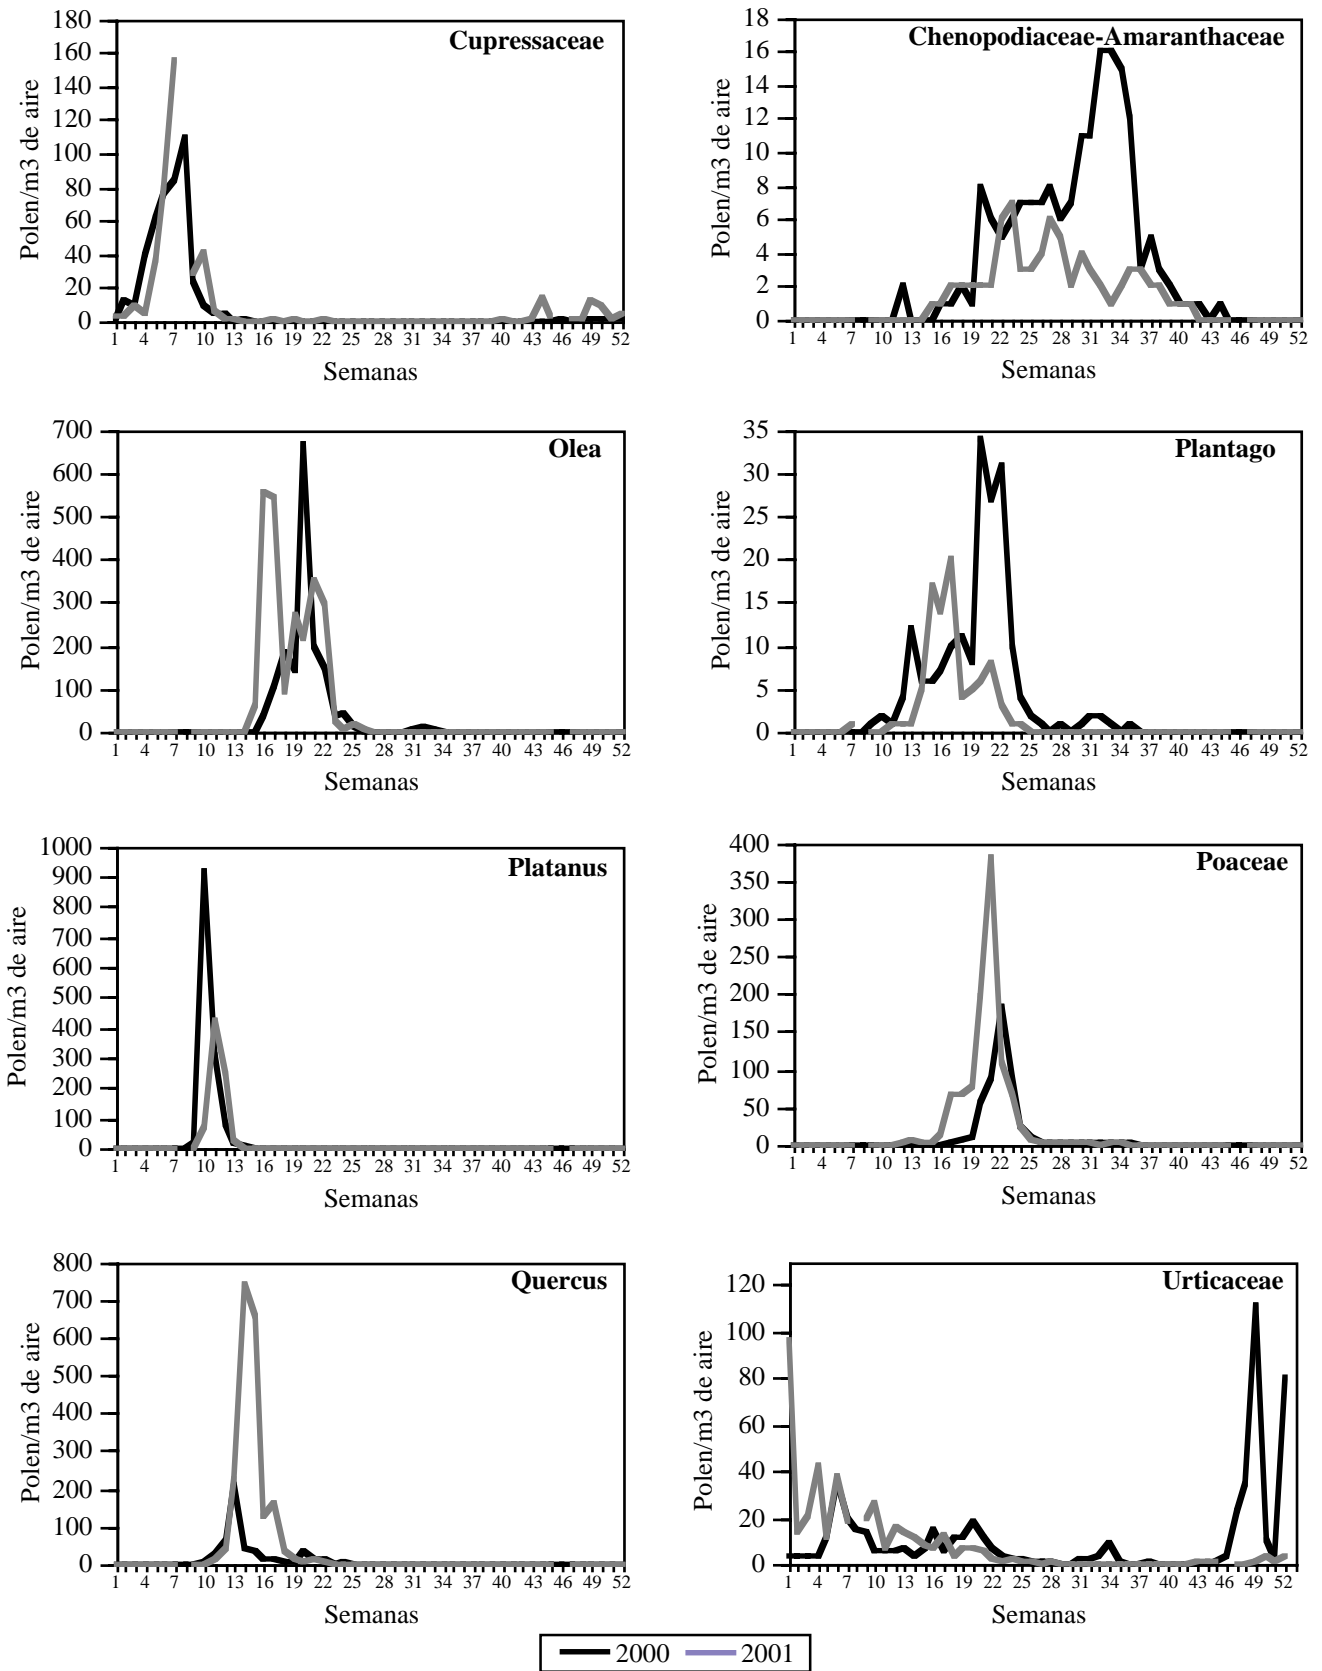 Cupressaceae
Polen/m3 de aire
180
160
140
120
100
80
60
40
20
0
1 4 7 10 13 16 19 22 25 28 31 34 37 40 43 46 49 52
Semanas
Chenopodiaceae-Amaranthaceae
Polen/m3 de aire
18
16
14
12
10
8
6
4
2
0
1 4 7 10 13 16 19 22 25 28 31 34 37 40 43 46 49 52
Semanas
Olea
Polen/m3 de aire
700
600
500
400
300
200
100
0
1 4 7 10 13 16 19 22 25 28 31 34 37 40 43 46 49 52
Semanas
Plantago
Polen/m3 de aire
35
30
25
20
15
10
5
0
1 4 7 10 13 16 19 22 25 28 31 34 37 40 43 46 49 52
Semanas
Platanus
Polen/m3 de aire
1000
900
800
700
600
500
400
300
200
100
0
1 4 7 10 13 16 19 22 25 28 31 34 37 40 43 46 49 52
Semanas
Poaceae
Polen/m3 de aire
400
350
300
250
200
150
100
50
0
1 4 7 10 13 16 19 22 25 28 31 34 37 40 43 46 49 52
Semanas
Quercus
Polen/m3 de aire
800
700
600
500
400
300
200
100
0
1 4 7 10 13 16 19 22 25 28 31 34 37 40 43 46 49 52
Semanas
Urticaceae
Polen/m3 de aire
120
100
80
60
40
20
0
1 4 7 10 13 16 19 22 25 28 31 34 37 40 43 46 49 52
Semanas
2000 2001